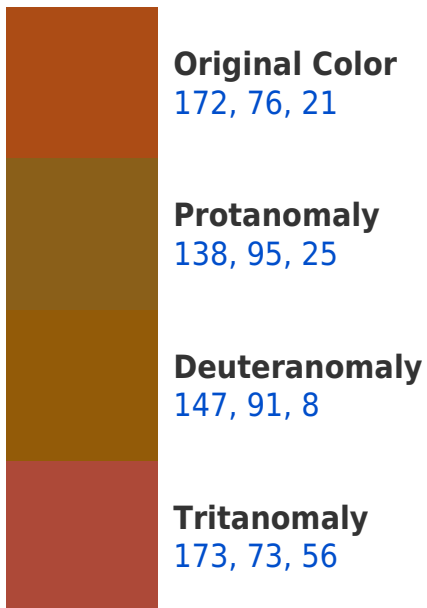 Original Color
172, 76, 21
Protanomaly
138, 95, 25
Deuteranomaly
147, 91, 8
Tritanomaly
173, 73, 56